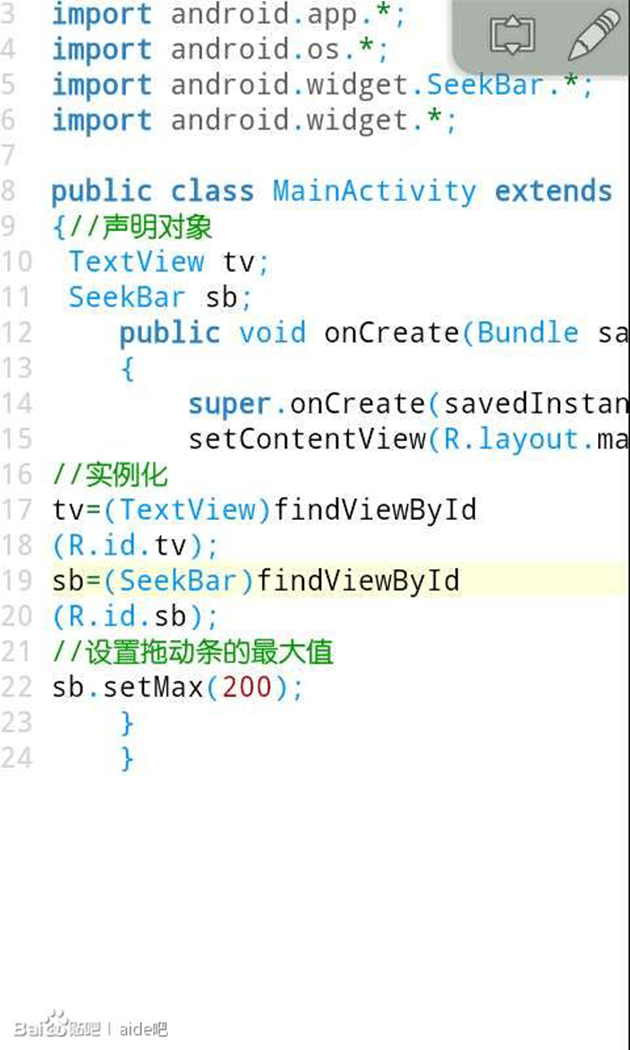 3 import android.app.*;
4 import android.os.*;
5 import android.widget.SeekBar.*;
6 import android.widget.*;
7
8 public class MainActivity extends
9 {//声明对象
10 TextView tv;
11 SeekBar sb;
12 public void onCreate(Bundle sa
13 {
14 super.onCreate(savedInstan
15 setContentView(R.layout.ma
16 //实例化
17 tv=(TextView)findViewById
18 (R.id.tv);
19 sb=(SeekBar)findViewById
20 (R.id.sb);
21 //设置拖动条的最大值
22 sb.setMax(200);
23 }
24 }
Bai贴吧 | aide吧